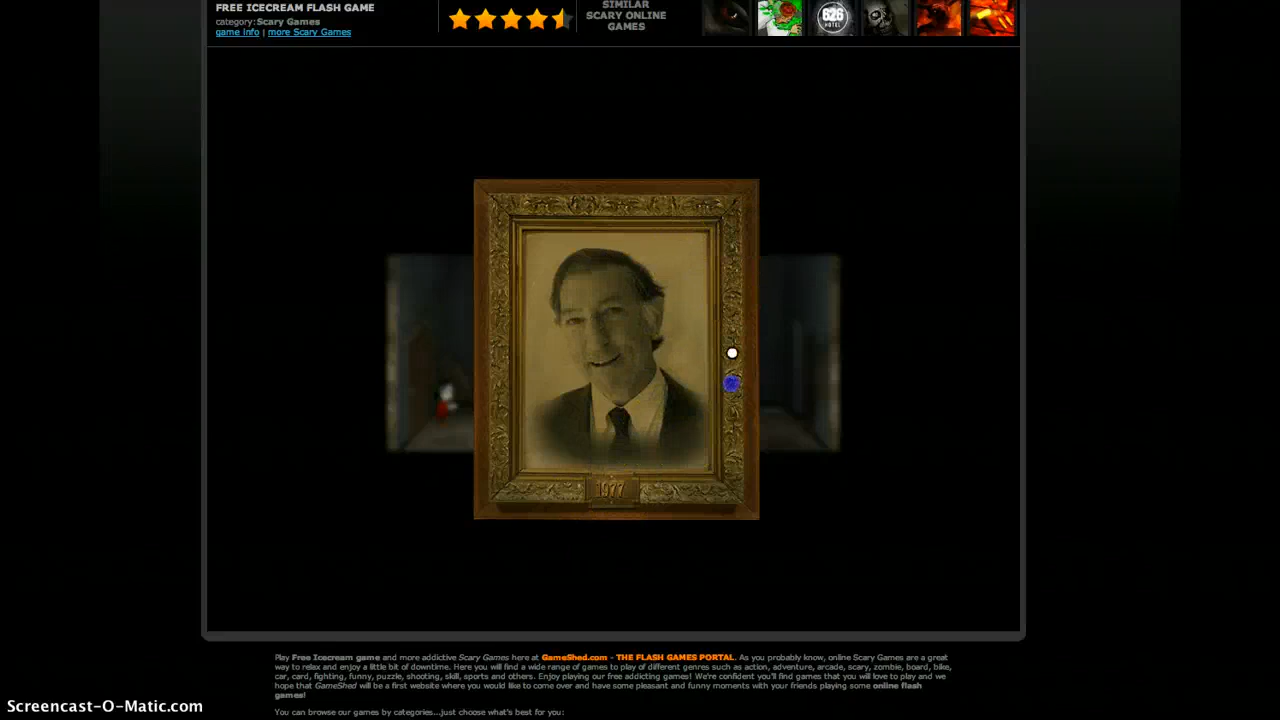 FREE ICECREAM FLASH GAME
category:Scary Games
game info | more Scary Games
SIMILAR
SCARY ONLINE
GAMES
626
HOTEL
1977
Play Free Icecream game and more addictive Scary Games here at GameShed.com - THE FLASH GAMES PORTAL. As you probably know, online Scary Games are a great
way to relax and enjoy a little bit of downtime. Here you will find a wide range of games to play of different genres such as action, adventure, arcade, scary, zombie, board, bike,
car, card, fighting, funny, puzzle, shooting, skill, sports and others. Enjoy playing our free addicting games! We're confident you'll find games that you will love to play and we
hope that GameShed will be a first website where you would like to come over and have some pleasant and funny moments with your friends playing some online flash
games!
You can browse our games by categories...just choose what's best for you:
Screencast-O-Matic.com